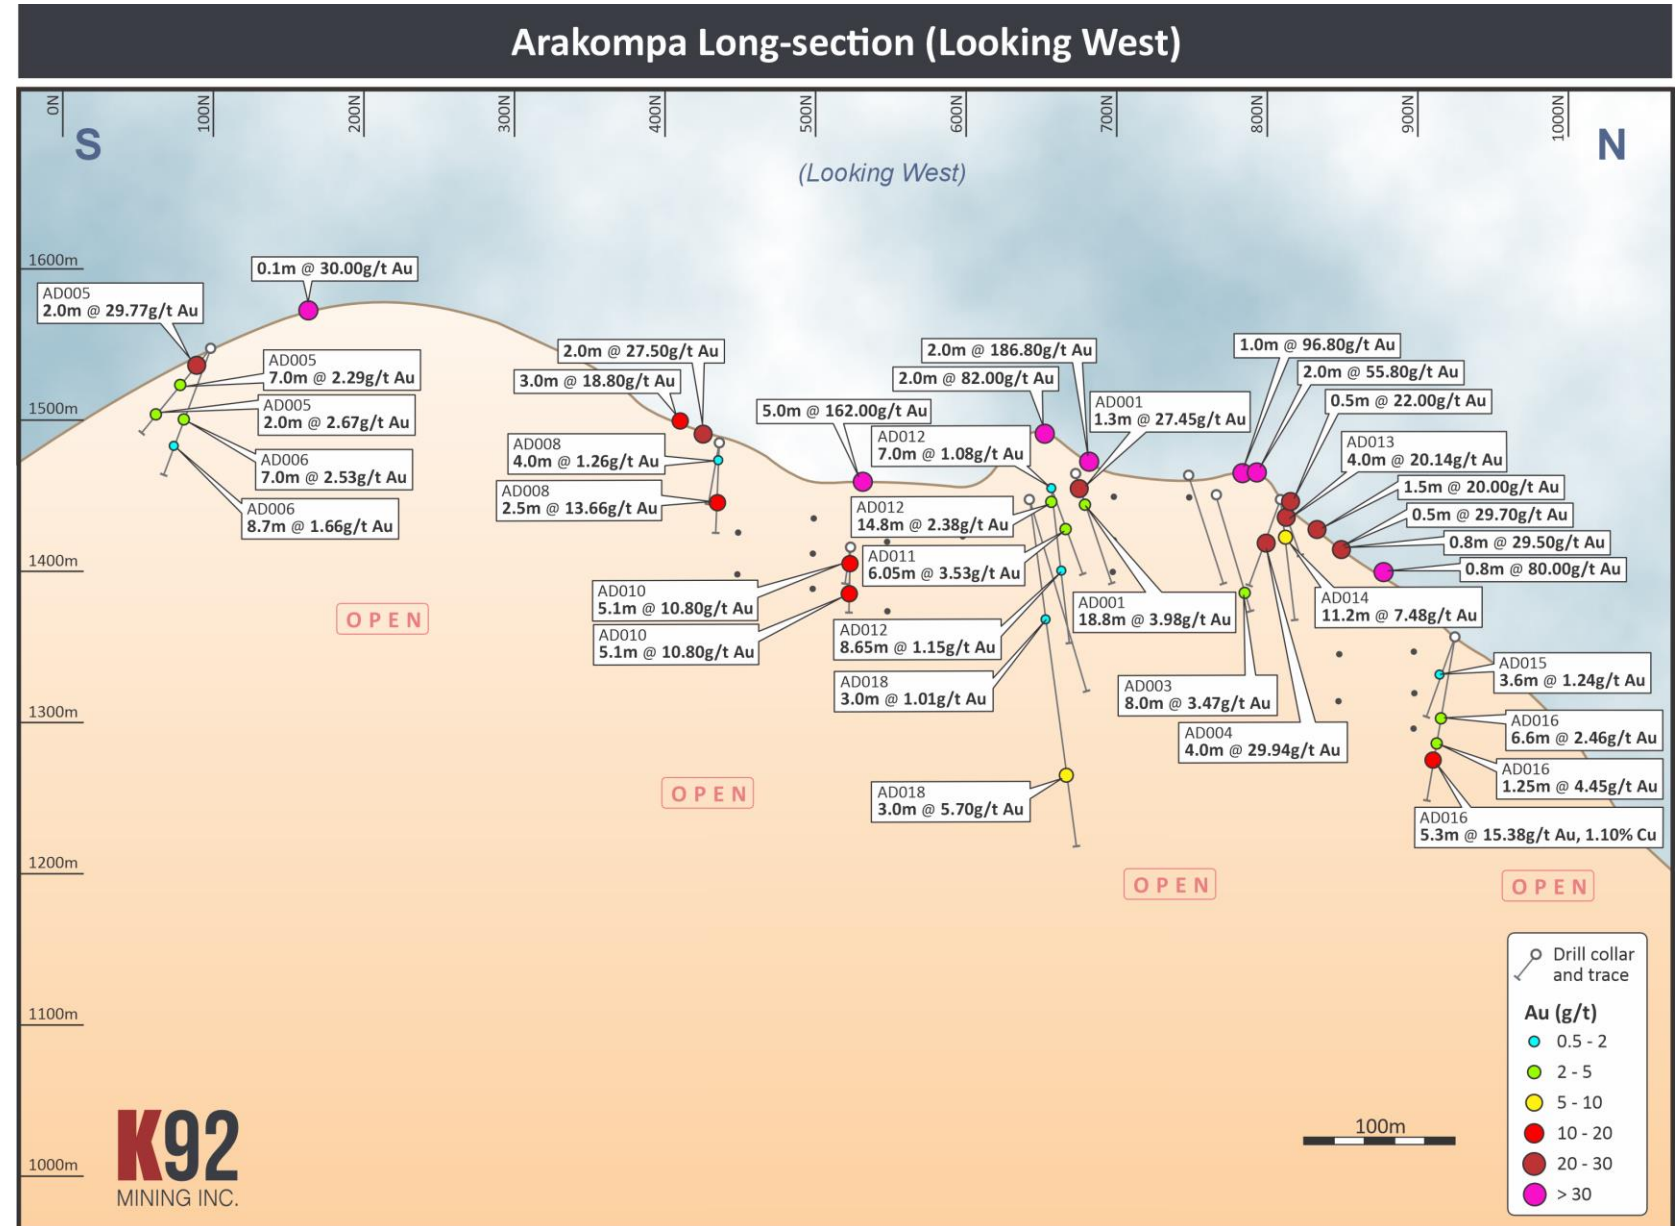 Arakompa Long-section (Looking West)
0N
100N
200N
300N
400N
500N
600N
700N
800N
900N
1000N
S
N
(Looking West)
1600m
1500m
1400m
1300m
1200m
1100m
1000m
0.1m @ 30.00g/t Au
AD005
2.0m @ 29.77g/t Au
AD005
7.0m @ 2.29g/t Au
AD005
2.0m @ 2.67g/t Au
AD006
7.0m @ 2.53g/t Au
AD006
8.7m @ 1.66g/t Au
2.0m @ 27.50g/t Au
3.0m @ 18.80g/t Au
AD008
4.0m @ 1.26g/t Au
AD008
2.5m @ 13.66g/t Au
5.0m @ 162.00g/t Au
AD010
5.1m @ 10.80g/t Au
AD010
5.1m @ 10.80g/t Au
2.0m @ 186.80g/t Au
2.0m @ 82.00g/t Au
AD001
1.3m @ 27.45g/t Au
AD012
7.0m @ 1.08g/t Au
AD012
14.8m @ 2.38g/t Au
AD011
6.05m @ 3.53g/t Au
AD012
8.65m @ 1.15g/t Au
AD018
3.0m @ 1.01g/t Au
AD018
3.0m @ 5.70g/t Au
AD001
18.8m @ 3.98g/t Au
AD003
8.0m @ 3.47g/t Au
AD004
4.0m @ 29.94g/t Au
1.0m @ 96.80g/t Au
2.0m @ 55.80g/t Au
0.5m @ 22.00g/t Au
AD013
4.0m @ 20.14g/t Au
1.5m @ 20.00g/t Au
0.5m @ 29.70g/t Au
0.8m @ 29.50g/t Au
0.8m @ 80.00g/t Au
AD014
11.2m @ 7.48g/t Au
AD015
3.6m @ 1.24g/t Au
AD016
6.6m @ 2.46g/t Au
AD016
1.25m @ 4.45g/t Au
AD016
5.3m @ 15.38g/t Au, 1.10% Cu
OPEN
OPEN
OPEN
OPEN
Drill collar
and trace
Au (g/t)
0.5 - 2
2 - 5
5 - 10
10 - 20
20 - 30
> 30
100m
K92
MINING INC.